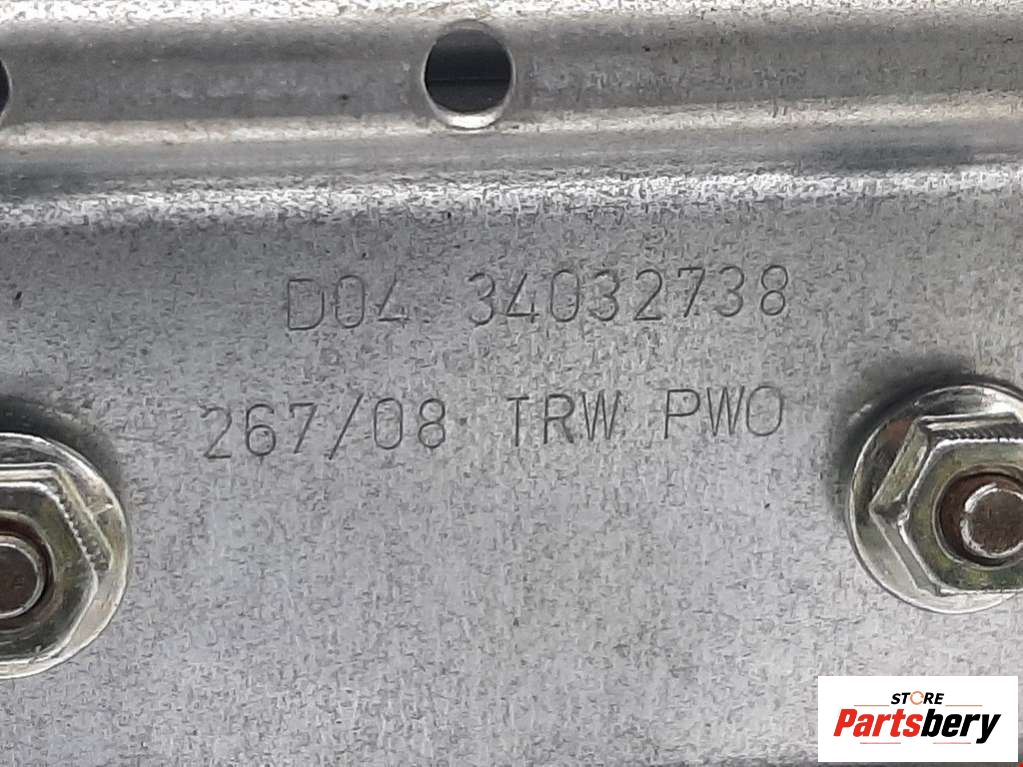 D04 34032738
267/08 TRW PWO
STORE
Partsbery